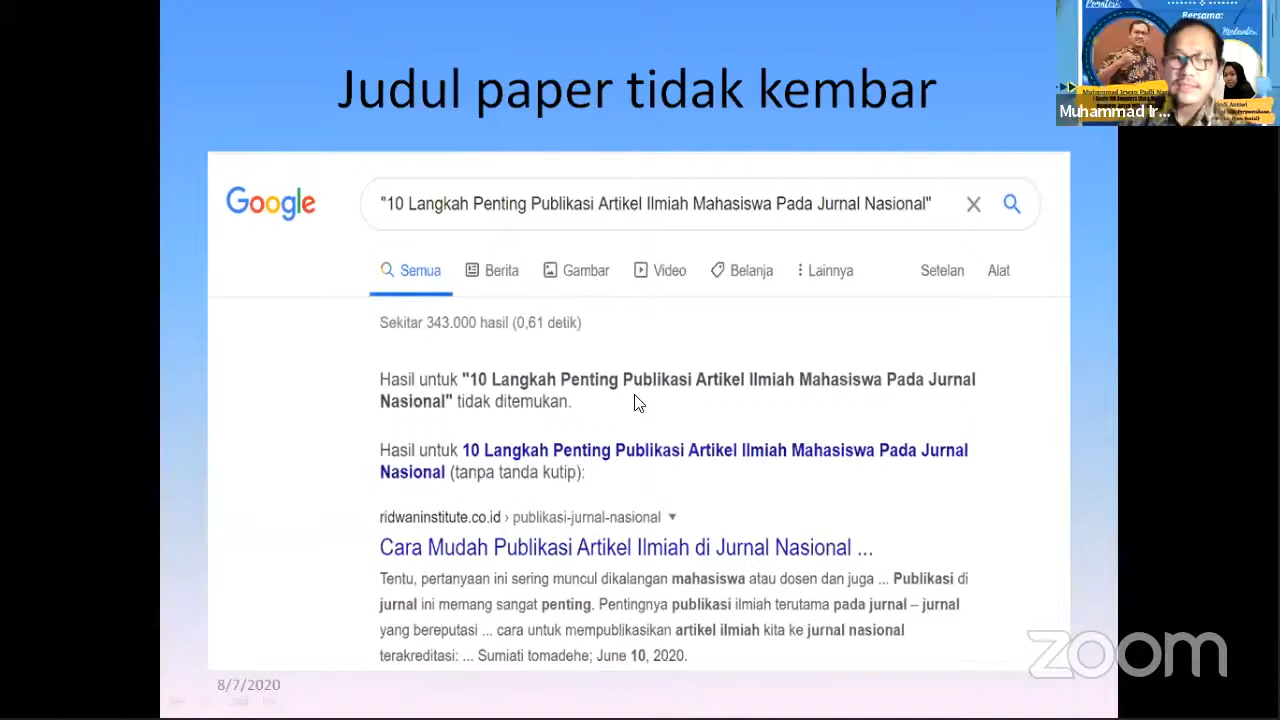 Judul paper tidak kembar
Bersama:
Muhammad Ir...
Google
"10 Langkah Penting Publikasi Artikel Ilmiah Mahasiswa Pada Jurnal Nasional"
Semua Berita Gambar Video Belanja Lainnya Setelan Alat
Sekitar 343.000 hasil (0,61 detik)
Hasil untuk "10 Langkah Penting Publikasi Artikel Ilmiah Mahasiswa Pada Jurnal
Nasional" tidak ditemukan.
Hasil untuk 10 Langkah Penting Publikasi Artikel Ilmiah Mahasiswa Pada Jurnal
Nasional (tanpa tanda kutip):
ridwaninstitute.co.id › publikasi-jurnal-nasional
Cara Mudah Publikasi Artikel Ilmiah di Jurnal Nasional ...
Tentu, pertanyaan ini sering muncul dikalangan mahasiswa atau dosen dan juga ... Publikasi di
jurnal ini memang sangat penting. Pentingnya publikasi ilmiah terutama pada jurnal – jurnal
yang bereputasi ... cara untuk mempublikasikan artikel ilmiah kita ke jurnal nasional
terakreditasi: ... Sumiati tomadehe; June 10, 2020.
zoom
8/7/2020